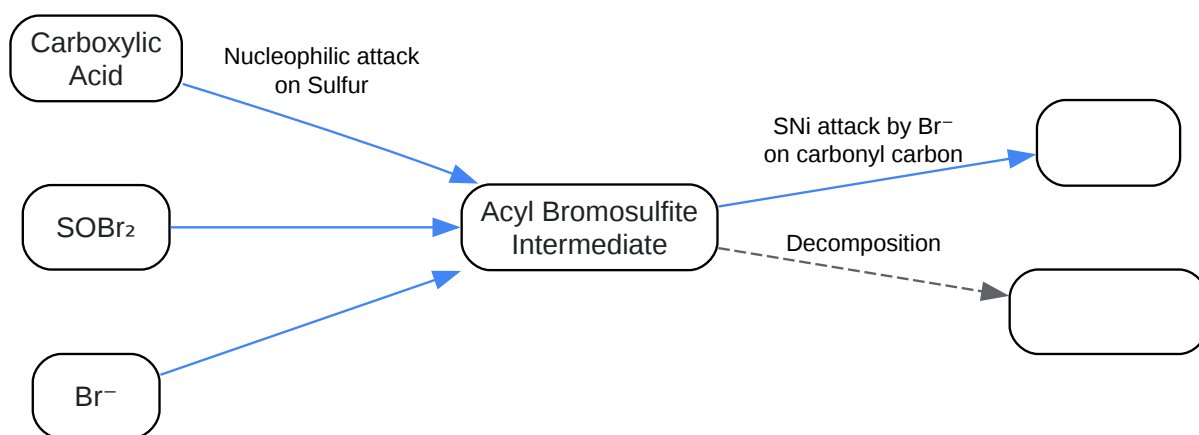 Carboxylic
Acid
Nucleophilic attack
on Sulfur
SOBr₂
Br⁻
Acyl Bromosulfite
Intermediate
SNi attack by Br⁻
on carbonyl carbon
Decomposition